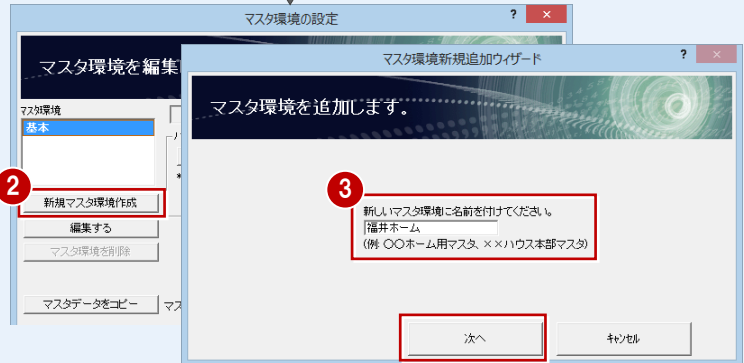 マスタ環境の設定
マスタ環境を編集
マスタ環境
基本
2
新規マスタ環境作成
編集する
マスタ環境を削除
マスタデータをコピー
マス
マスタ環境新規追加ウィザード
マスタ環境を追加します。
3
新しいマスタ環境に名前を付けてください。
福井ホーム
(例: 〇〇ホーム用マスタ、××ハウス本部マスタ)
次へ
キャンセル